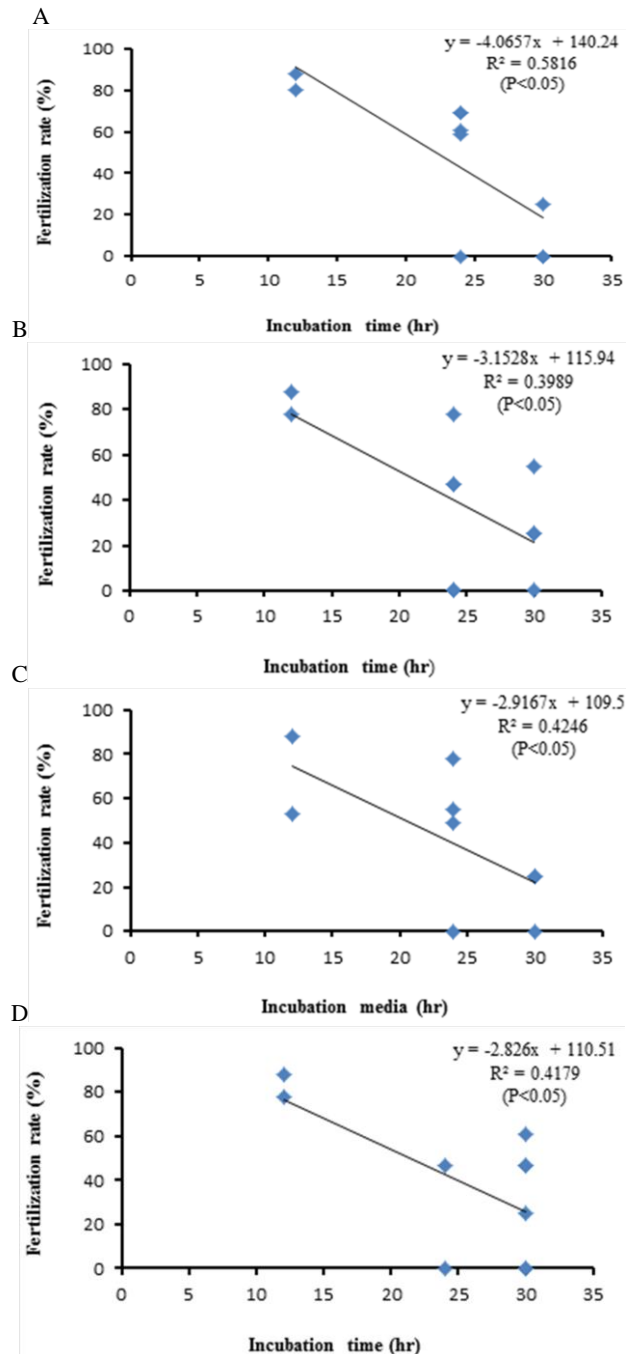 A
y = -4.0657x + 140.24
R² = 0.5816
(P<0.05)
100
80
60
40
20
0
Fertilization rate (%)
0 5 10 15 20 25 30 35
Incubation time (hr)
B
y = -3.1528x + 115.94
R² = 0.3989
(P<0.05)
100
80
60
40
20
0
Fertilization rate (%)
0 5 10 15 20 25 30 35
Incubation time (hr)
C
y = -2.9167x + 109.5
R² = 0.4246
(P<0.05)
100
80
60
40
20
0
Fertilization rate (%)
0 5 10 15 20 25 30 35
Incubation media (hr)
D
y = -2.826x + 110.51
R² = 0.4179
(P<0.05)
100
80
60
40
20
0
Fertilization rate (%)
0 5 10 15 20 25 30 35
Incubation time (hr)